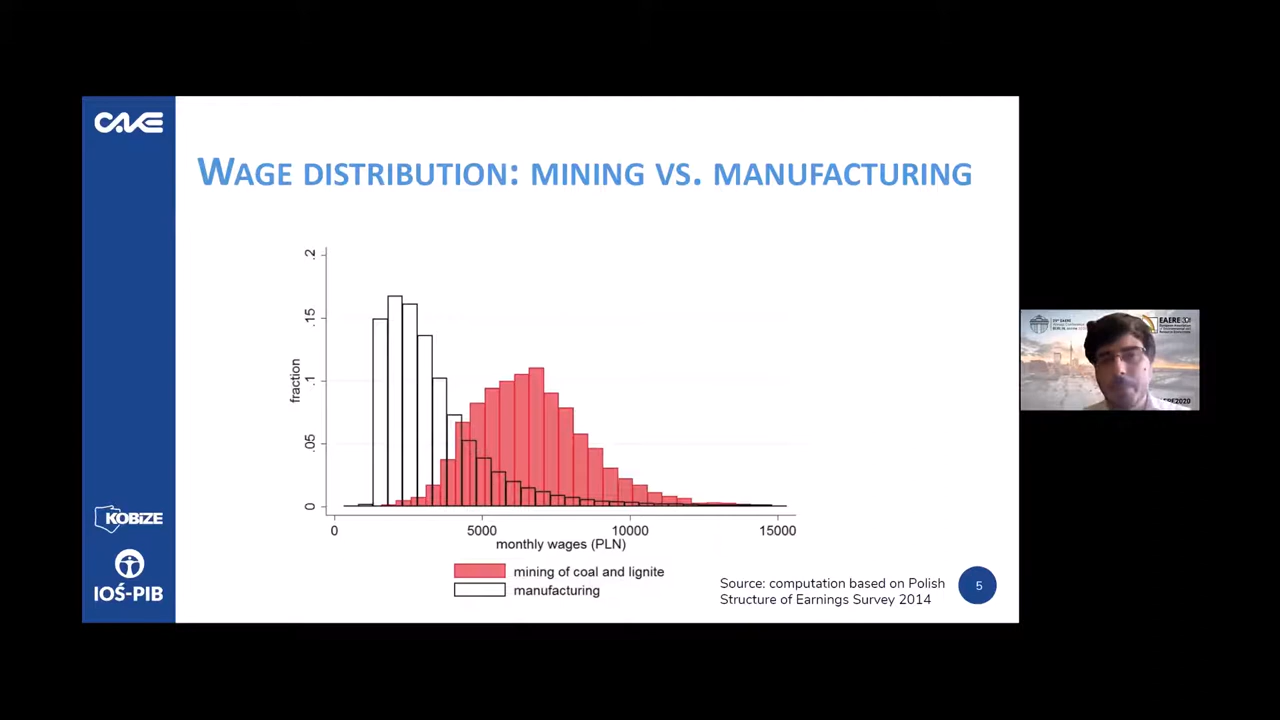 CAKE
WAGE DISTRIBUTION: MINING VS. MANUFACTURING
.2
.15
.1
.05
0
fraction
0 5000 10000 15000
monthly wages (PLN)
mining of coal and lignite
manufacturing
Source: computation based on Polish
Structure of Earnings Survey 2014
5
KOBiZE
IOŚ-PIB
EAERE